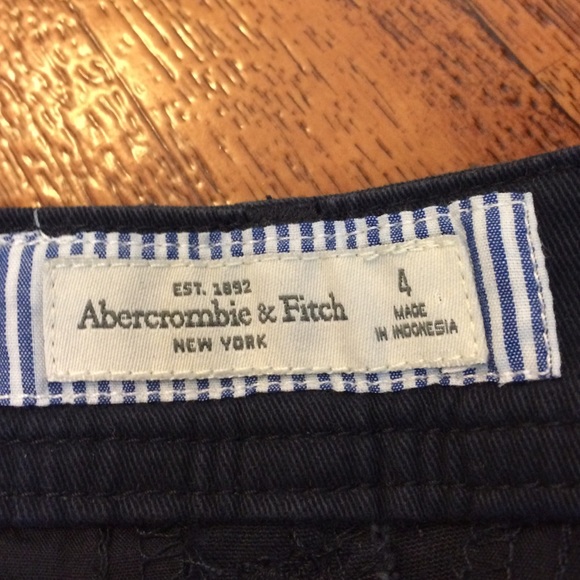 EST. 1892
Abercrombie & Fitch
NEW YORK
4
MADE
IN INDONESIA